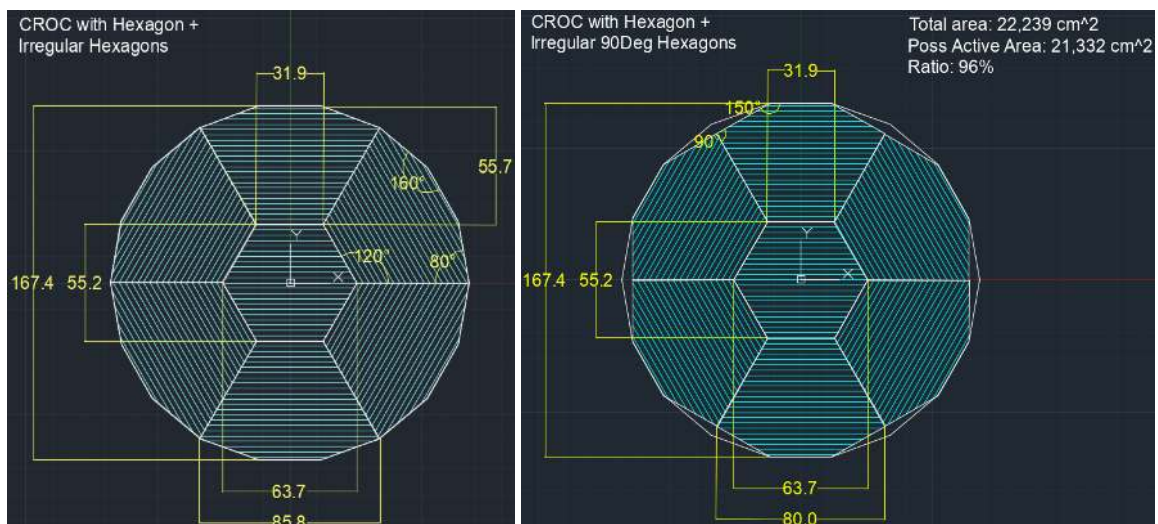 CROC with Hexagon +
Irregular Hexagons
31.9
55.7
160°
Y
120°
X
80°
167.4
55.2
63.7
85.8
CROC with Hexagon +
Irregular 90Deg Hexagons
Total area: 22,239 cm^2
Poss Active Area: 21,332 cm^2
Ratio: 96%
31.9
150°
90°
Y
X
167.4
55.2
63.7
80.0